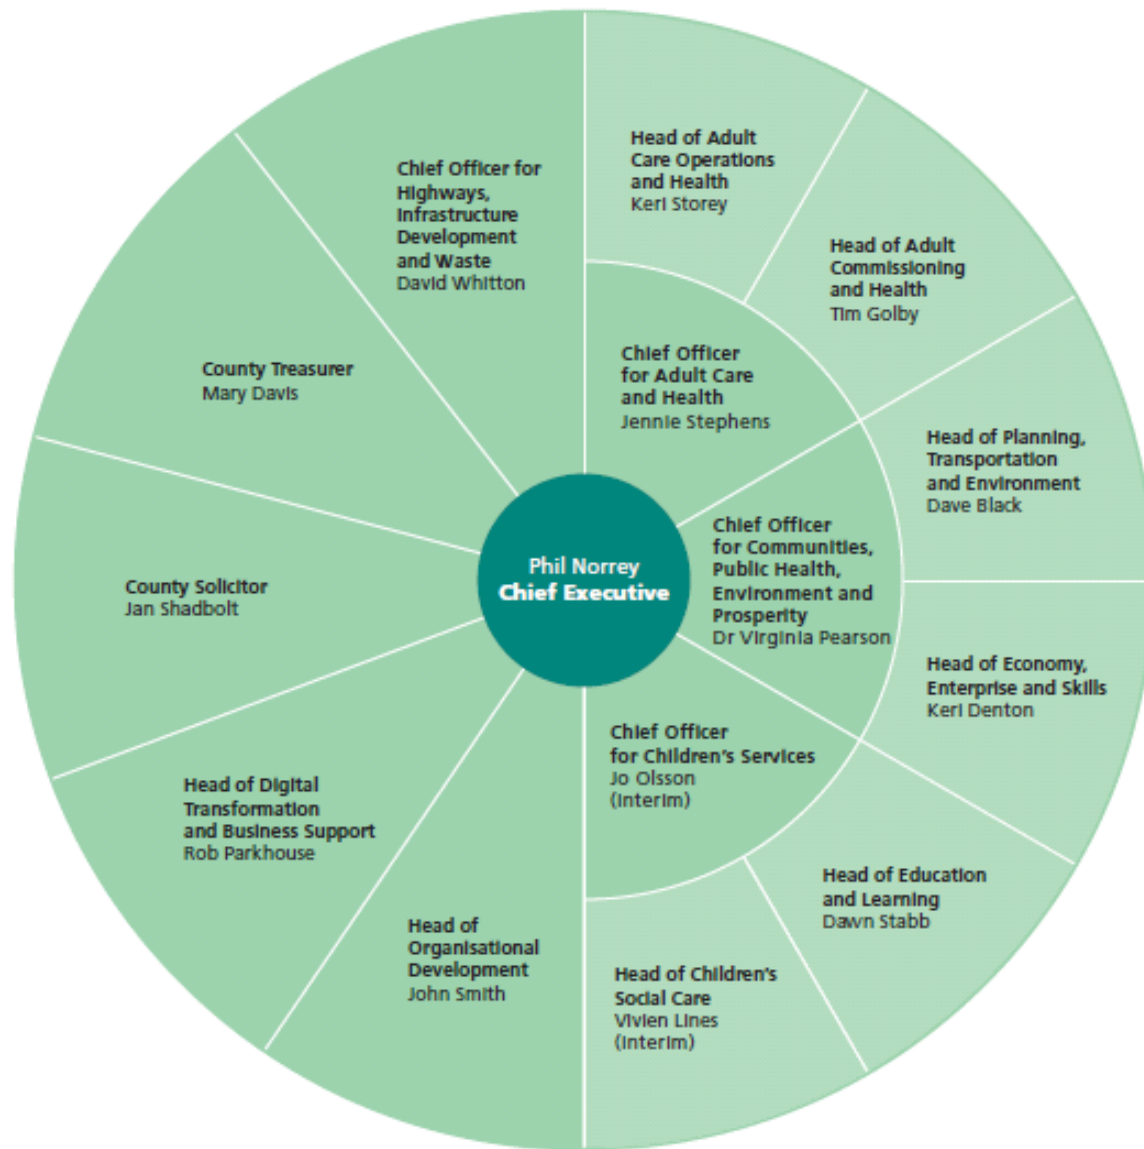 Chief Officer for
Highways,
Infrastructure
Development
and Waste
David Whitton
County Treasurer
Mary Davis
County Solicitor
Jan Shadbolt
Head of Digital
Transformation
and Business Support
Rob Parkhouse
Head of
Organisational
Development
John Smith
Phil Norrey
Chief Executive
Head of Adult
Care Operations
and Health
Keri Storey
Head of Adult
Commissioning
and Health
Tim Golby
Chief Officer
for Adult Care
and Health
Jennie Stephens
Head of Planning,
Transportation
and Environment
Dave Black
Chief Officer
for Communities,
Public Health,
Environment and
Prosperity
Dr Virginia Pearson
Head of Economy,
Enterprise and Skills
Keri Denton
Chief Officer
for Children's Services
Jo Olsson
(Interim)
Head of Education
and Learning
Dawn Stabb
Head of Children's
Social Care
Vivien Lines
(Interim)